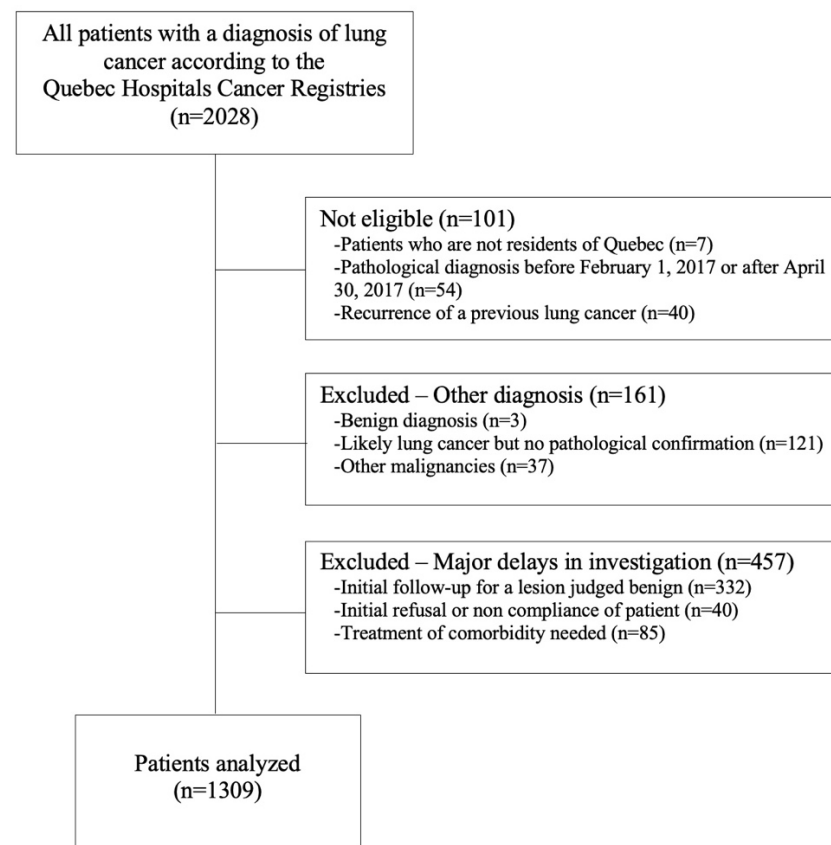 All patients with a diagnosis of lung
cancer according to the
Quebec Hospitals Cancer Registries
(n=2028)
Not eligible (n=101)
-Patients who are not residents of Quebec (n=7)
-Pathological diagnosis before February 1, 2017 or after April
30, 2017 (n=54)
-Recurrence of a previous lung cancer (n=40)
Excluded – Other diagnosis (n=161)
-Benign diagnosis (n=3)
-Likely lung cancer but no pathological confirmation (n=121)
-Other malignancies (n=37)
Excluded – Major delays in investigation (n=457)
-Initial follow-up for a lesion judged benign (n=332)
-Initial refusal or non compliance of patient (n=40)
-Treatment of comorbidity needed (n=85)
Patients analyzed
(n=1309)